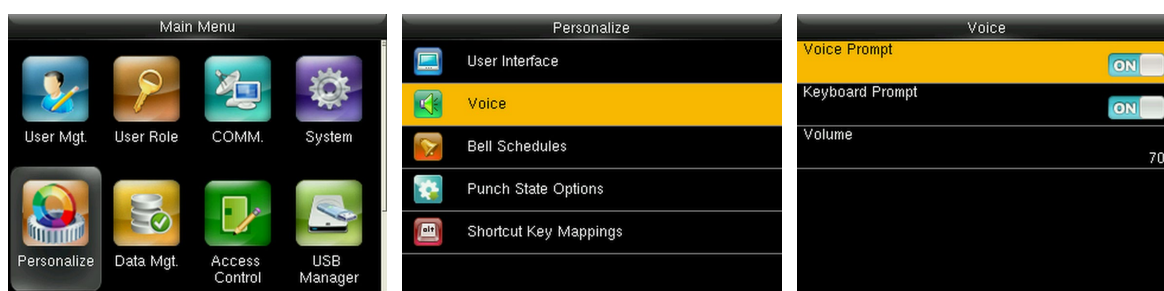 Main Menu
User Mgt.
User Role
COMM.
System
Personalize
Data Mgt.
Access
Control
USB
Manager
Personalize
User Interface
Voice
Bell Schedules
Punch State Options
alt
Shortcut Key Mappings
Voice
Voice Prompt
ON
Keyboard Prompt
ON
Volume
70